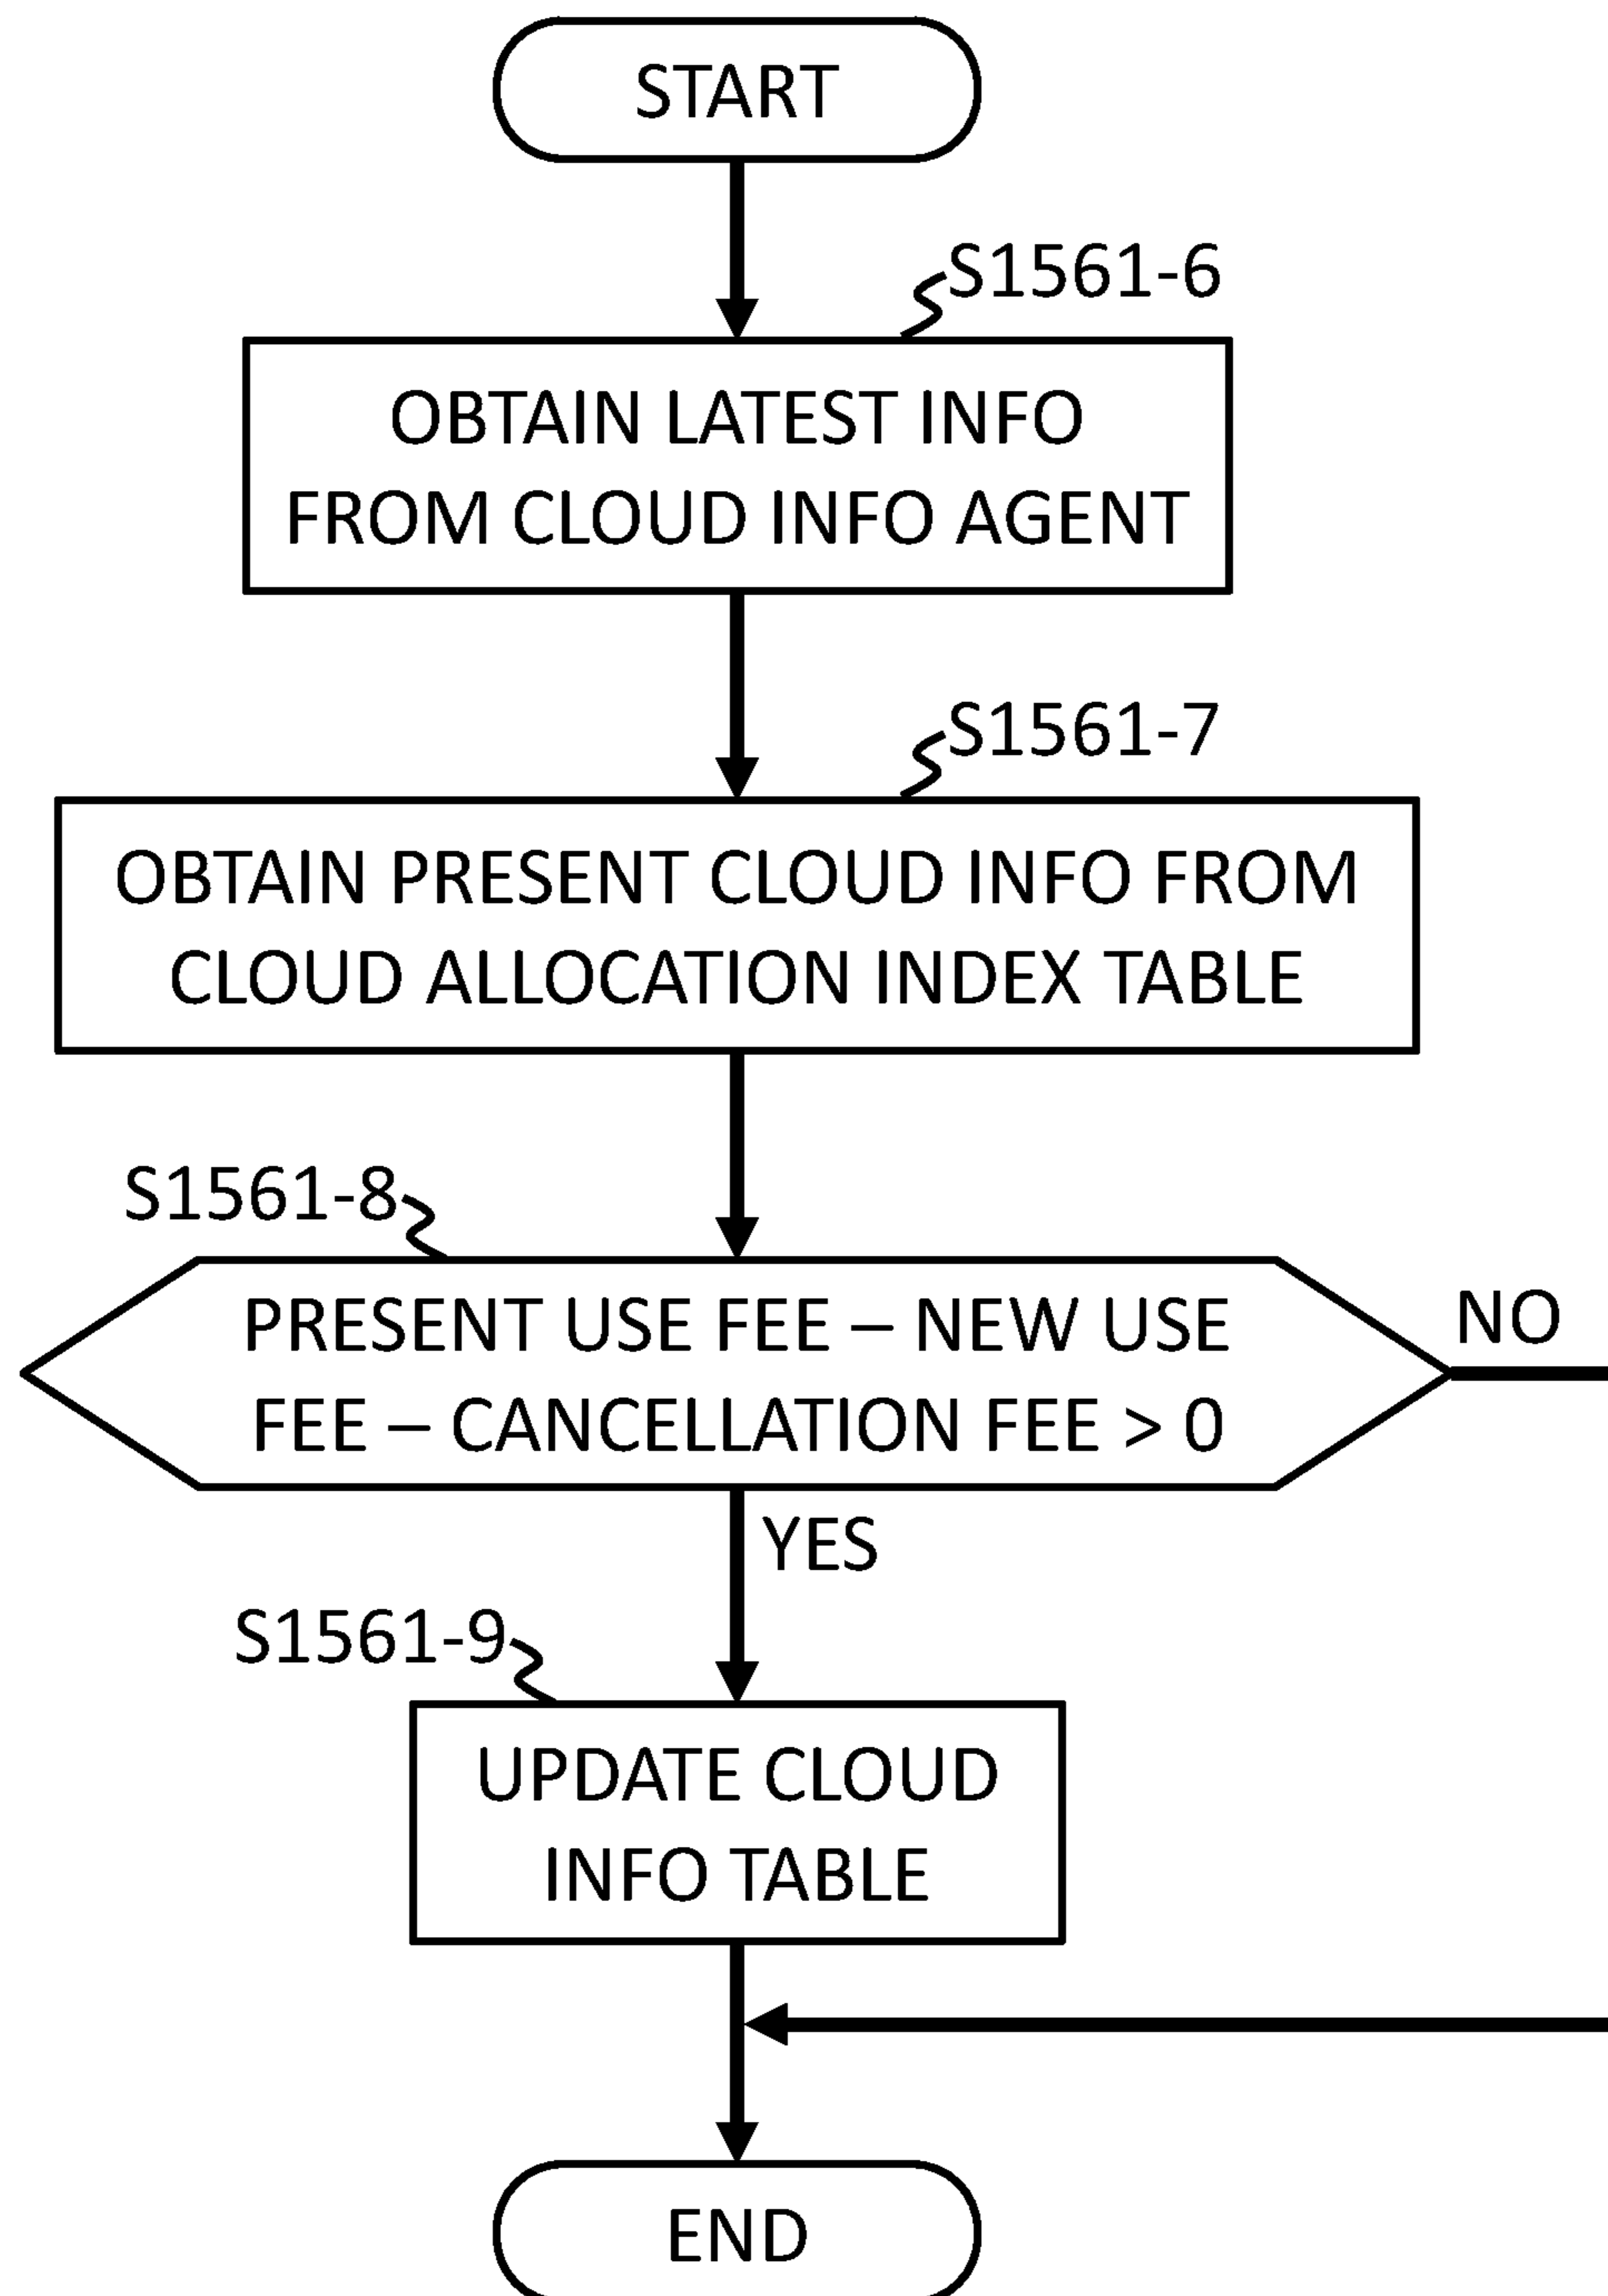 START
S1561-6
OBTAIN LATEST INFO
FROM CLOUD INFO AGENT
S1561-7
OBTAIN PRESENT CLOUD INFO FROM
CLOUD ALLOCATION INDEX TABLE
S1561-8
PRESENT USE FEE – NEW USE
FEE – CANCELLATION FEE > 0
NO
YES
S1561-9
UPDATE CLOUD
INFO TABLE
END